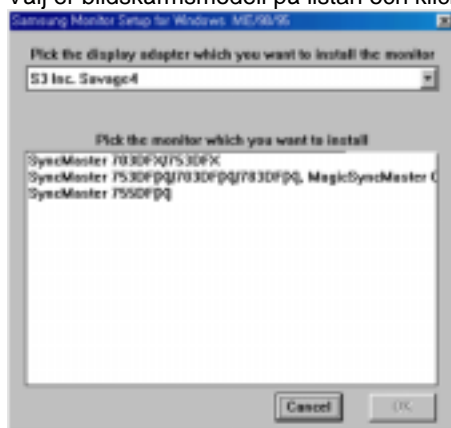 Välj er bildskärmsmodell på listan och klic
Samsung Monitor Setup for Windows ME/98/95
Pick the display adapter which you want to install the monitor
S3 Inc. Savage4
Pick the monitor which you want to install
SyncMaster 703DFX/753DFX
SyncMaster 753DF(X)/703DF(X)/783DF(X), MagicSyncMaster C
SyncMaster 755DF(X)
Cancel
OK